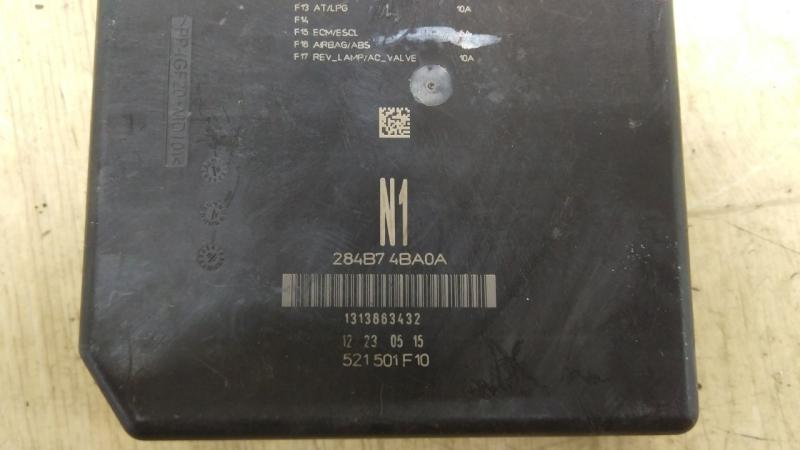 F13 AT/LPG 10A
F14
F15 ECM/ESCL
F16 AIRBAG/ABS
F17 REV_LAMP/AC_VALVE 10A
N1
284B7 4BA0A
1313863432
12 23 05 15
521501F10